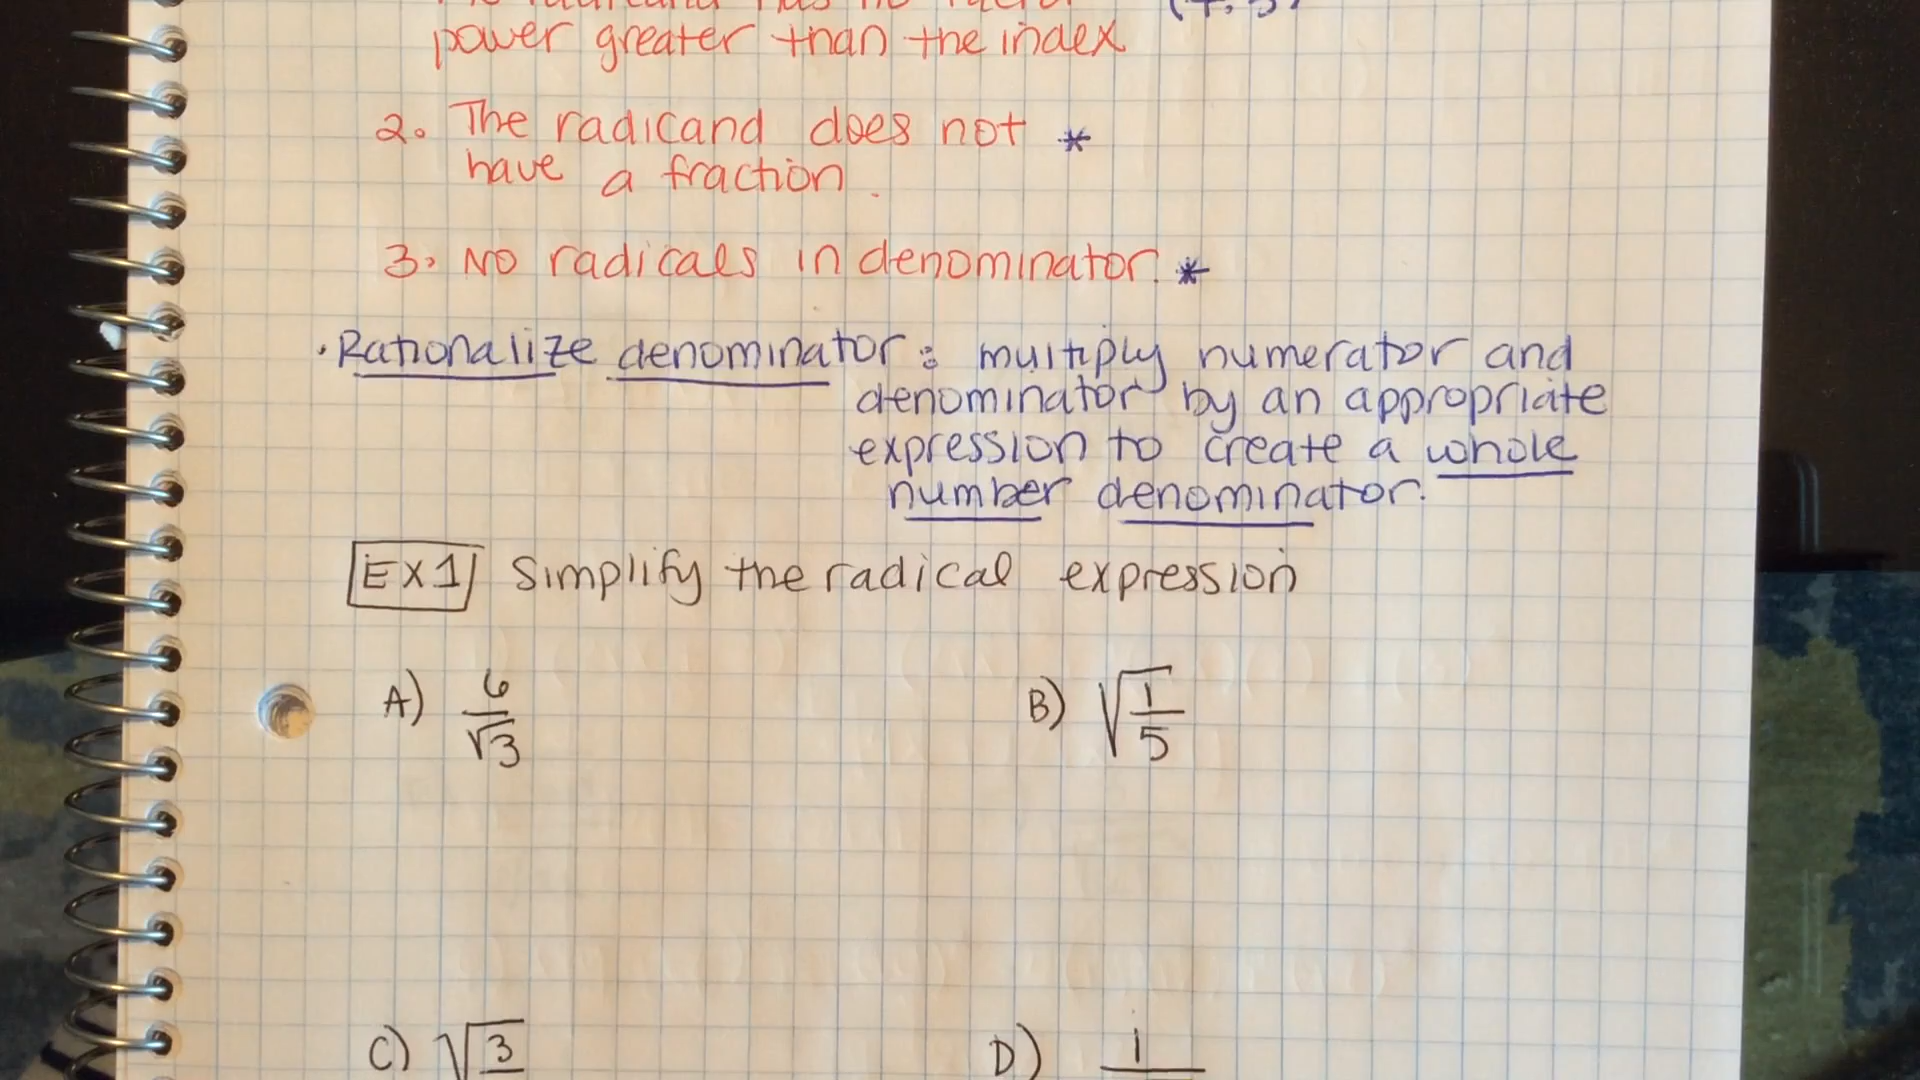 power greater than the index
2. The radicand does not *
have a fraction.
3. No radicals in denominator. *
• Rationalize denominator: multiply numerator and
denominator by an appropriate
expression to create a whole
number denominator.
EX1 Simplify the radical expression
A) 6/√3
B) √(1/5)
C) √3
D) 1